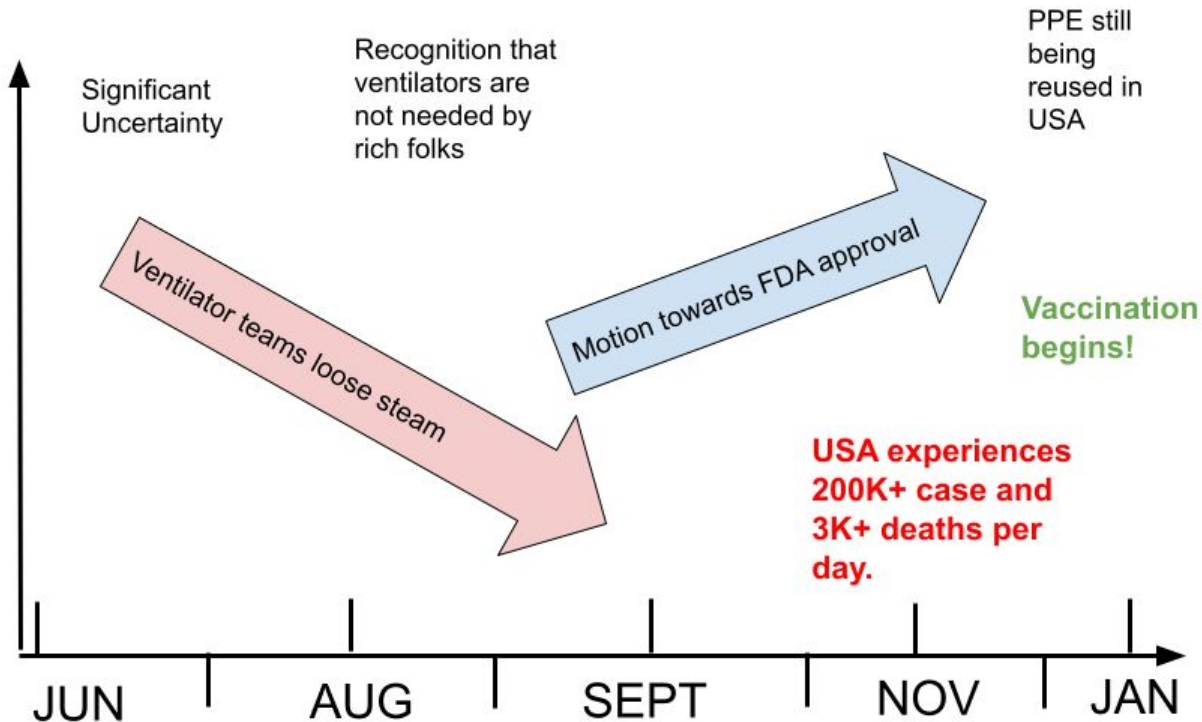 Significant
Uncertainty
Recognition that
ventilators are
not needed by
rich folks
PPE still
being
reused in
USA
Ventilator teams loose steam
Motion towards FDA approval
Vaccination
begins!
USA experiences
200K+ case and
3K+ deaths per
day.
JUN
AUG
SEPT
NOV
JAN